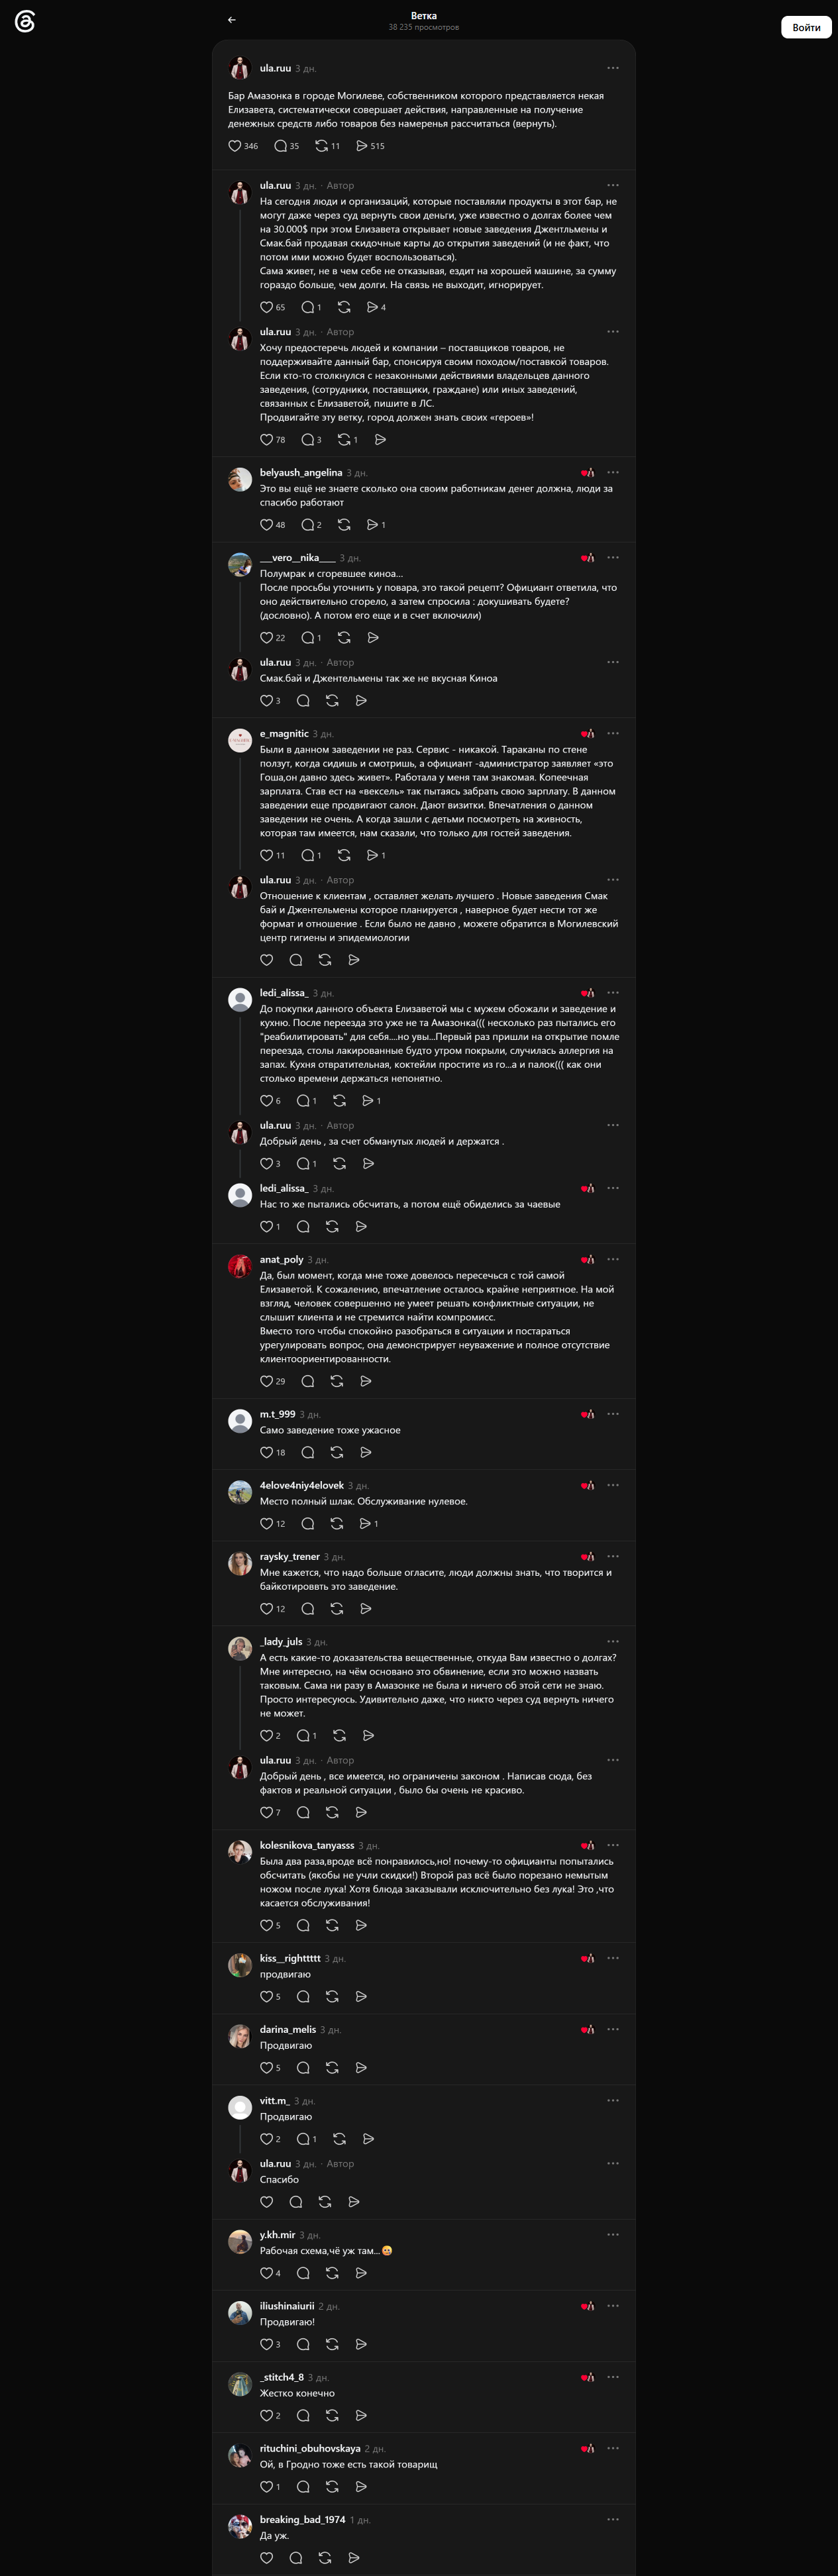 Ветка
38 235 просмотров
Войти
ula.ruu 3 дн.
Бар Амазонка в городе Могилеве, собственником которого представляется некая
Елизавета, систематически совершает действия, направленные на получение
денежных средств либо товаров без намеренья рассчитаться (вернуть).
346 35 11 515
ula.ruu 3 дн. · Автор
На сегодня люди и организаций, которые поставляли продукты в этот бар, не
могут даже через суд вернуть свои деньги, уже известно о долгах более чем
на 30.000$ при этом Елизавета открывает новые заведения Джентльмены и
Смак.бай продавая скидочные карты до открытия заведений (и не факт, что
потом ими можно будет воспользоваться).
Сама живет, не в чем себе не отказывая, ездит на хорошей машине, за сумму
гораздо больше, чем долги. На связь не выходит, игнорирует.
65 1 4
ula.ruu 3 дн. · Автор
Хочу предостеречь людей и компании – поставщиков товаров, не
поддерживайте данный бар, спонсируя своим походом/поставкой товаров.
Если кто-то столкнулся с незаконными действиями владельцев данного
заведения, (сотрудники, поставщики, граждане) или иных заведений,
связанных с Елизаветой, пишите в ЛС.
Продвигайте эту ветку, город должен знать своих «героев»!
78 3 1
belyaush_angelina 3 дн.
Это вы ещё не знаете сколько она своим работникам денег должна, люди за
спасибо работают
48 2 1
___vero__nika____ 3 дн.
Полумрак и сгоревшее киноа...
После просьбы уточнить у повара, это такой рецепт? Официант ответила, что
оно действительно сгорело, а затем спросила : докушивать будете?
(дословно). А потом его еще и в счет включили)
22 1
ula.ruu 3 дн. · Автор
Смак.бай и Джентельмены так же не вкусная Киноа
3
e_magnitic 3 дн.
Были в данном заведении не раз. Сервис - никакой. Тараканы по стене
ползут, когда сидишь и смотришь, а официант -администратор заявляет «это
Гоша,он давно здесь живет». Работала у меня там знакомая. Копеечная
зарплата. Став ест на «вексель» так пытаясь забрать свою зарплату. В данном
заведении еще продвигают салон. Дают визитки. Впечатления о данном
заведении не очень. А когда зашли с детьми посмотреть на живность,
которая там имеется, нам сказали, что только для гостей заведения.
11 1 1
ula.ruu 3 дн. · Автор
Отношение к клиентам , оставляет желать лучшего . Новые заведения Смак
бай и Джентелмены которое планируется , наверное будет нести тот же
формат и отношение . Если было не давно , можете обратится в Могилевский
центр гигиены и эпидемиологии
ledi_alissa_ 3 дн.
До покупки данного объекта Елизаветой мы с мужем обожали и заведение и
кухню. После переезда это уже не та Амазонка((( несколько раз пытались его
"реабилитировать" для себя....но увы...Первый раз пришли на открытие помле
переезда, столы лакированные будто утром покрыли, случилась аллергия на
запах. Кухня отвратительная, коктейли простите из го...а и палок((( как они
столько времени держаться непонятно.
6 1 1
ula.ruu 3 дн. · Автор
Добрый день , за счет обманутых людей и держатся .
3 1
ledi_alissa_ 3 дн.
Нас то же пытались обсчитать, а потом ещё обиделись за чаевые
1
anat_poly 3 дн.
Да, был момент, когда мне тоже довелось пересечься с той самой
Елизаветой. К сожалению, впечатление осталось крайне неприятное. На мой
взгляд, человек совершенно не умеет решать конфликтные ситуации, не
слышит клиента и не стремится найти компромисс.
Вместо того чтобы спокойно разобраться в ситуации и постараться
урегулировать вопрос, она демонстрирует неуважение и полное отсутствие
клиентоориентированности.
29
m.t_999 3 дн.
Само заведение тоже ужасное
18
4elove4niy4elovek 3 дн.
Место полный шлак. Обслуживание нулевое.
12 1
raysky_trener 3 дн.
Мне кажется, что надо больше огласите, люди должны знать, что творится и
байкотироввть это заведение.
12
_lady_juls 3 дн.
А есть какие-то доказательства вещественные, откуда Вам известно о долгах?
Мне интересно, на чём основано это обвинение, если это можно назвать
таковым. Сама ни разу в Амазонке не была и ничего об этой сети не знаю.
Просто интересуюсь. Удивительно даже, что никто через суд вернуть ничего
не может.
2 1
ula.ruu 3 дн. · Автор
Добрый день , все имеется, но ограничены законом . Написав сюда, без
фактов и реальной ситуации , было бы очень не красиво.
7
kolesnikova_tanyasss 3 дн.
Была два раза,вроде всё понравилось,но! почему-то официанты попытались
обсчитать (якобы не учли скидки!) Второй раз всё было порезано немытым
ножом после лука! Хотя блюда заказывали исключительно без лука! Это ,что
касается обслуживания!
5
kiss__righttttt 3 дн.
продвигаю
5
darina_melis 3 дн.
Продвигаю
5
vitt.m_ 3 дн.
Продвигаю
2 1
ula.ruu 3 дн. · Автор
Спасибо
y.kh.mir 3 дн.
Рабочая схема,чё уж там...😬
4
iliushinaiurii 2 дн.
Продвигаю!
3
_stitch4_8 3 дн.
Жестко конечно
2
rituchini_obuhovskaya 2 дн.
Ой, в Гродно тоже есть такой товарищ
1
breaking_bad_1974 1 дн.
Да уж.